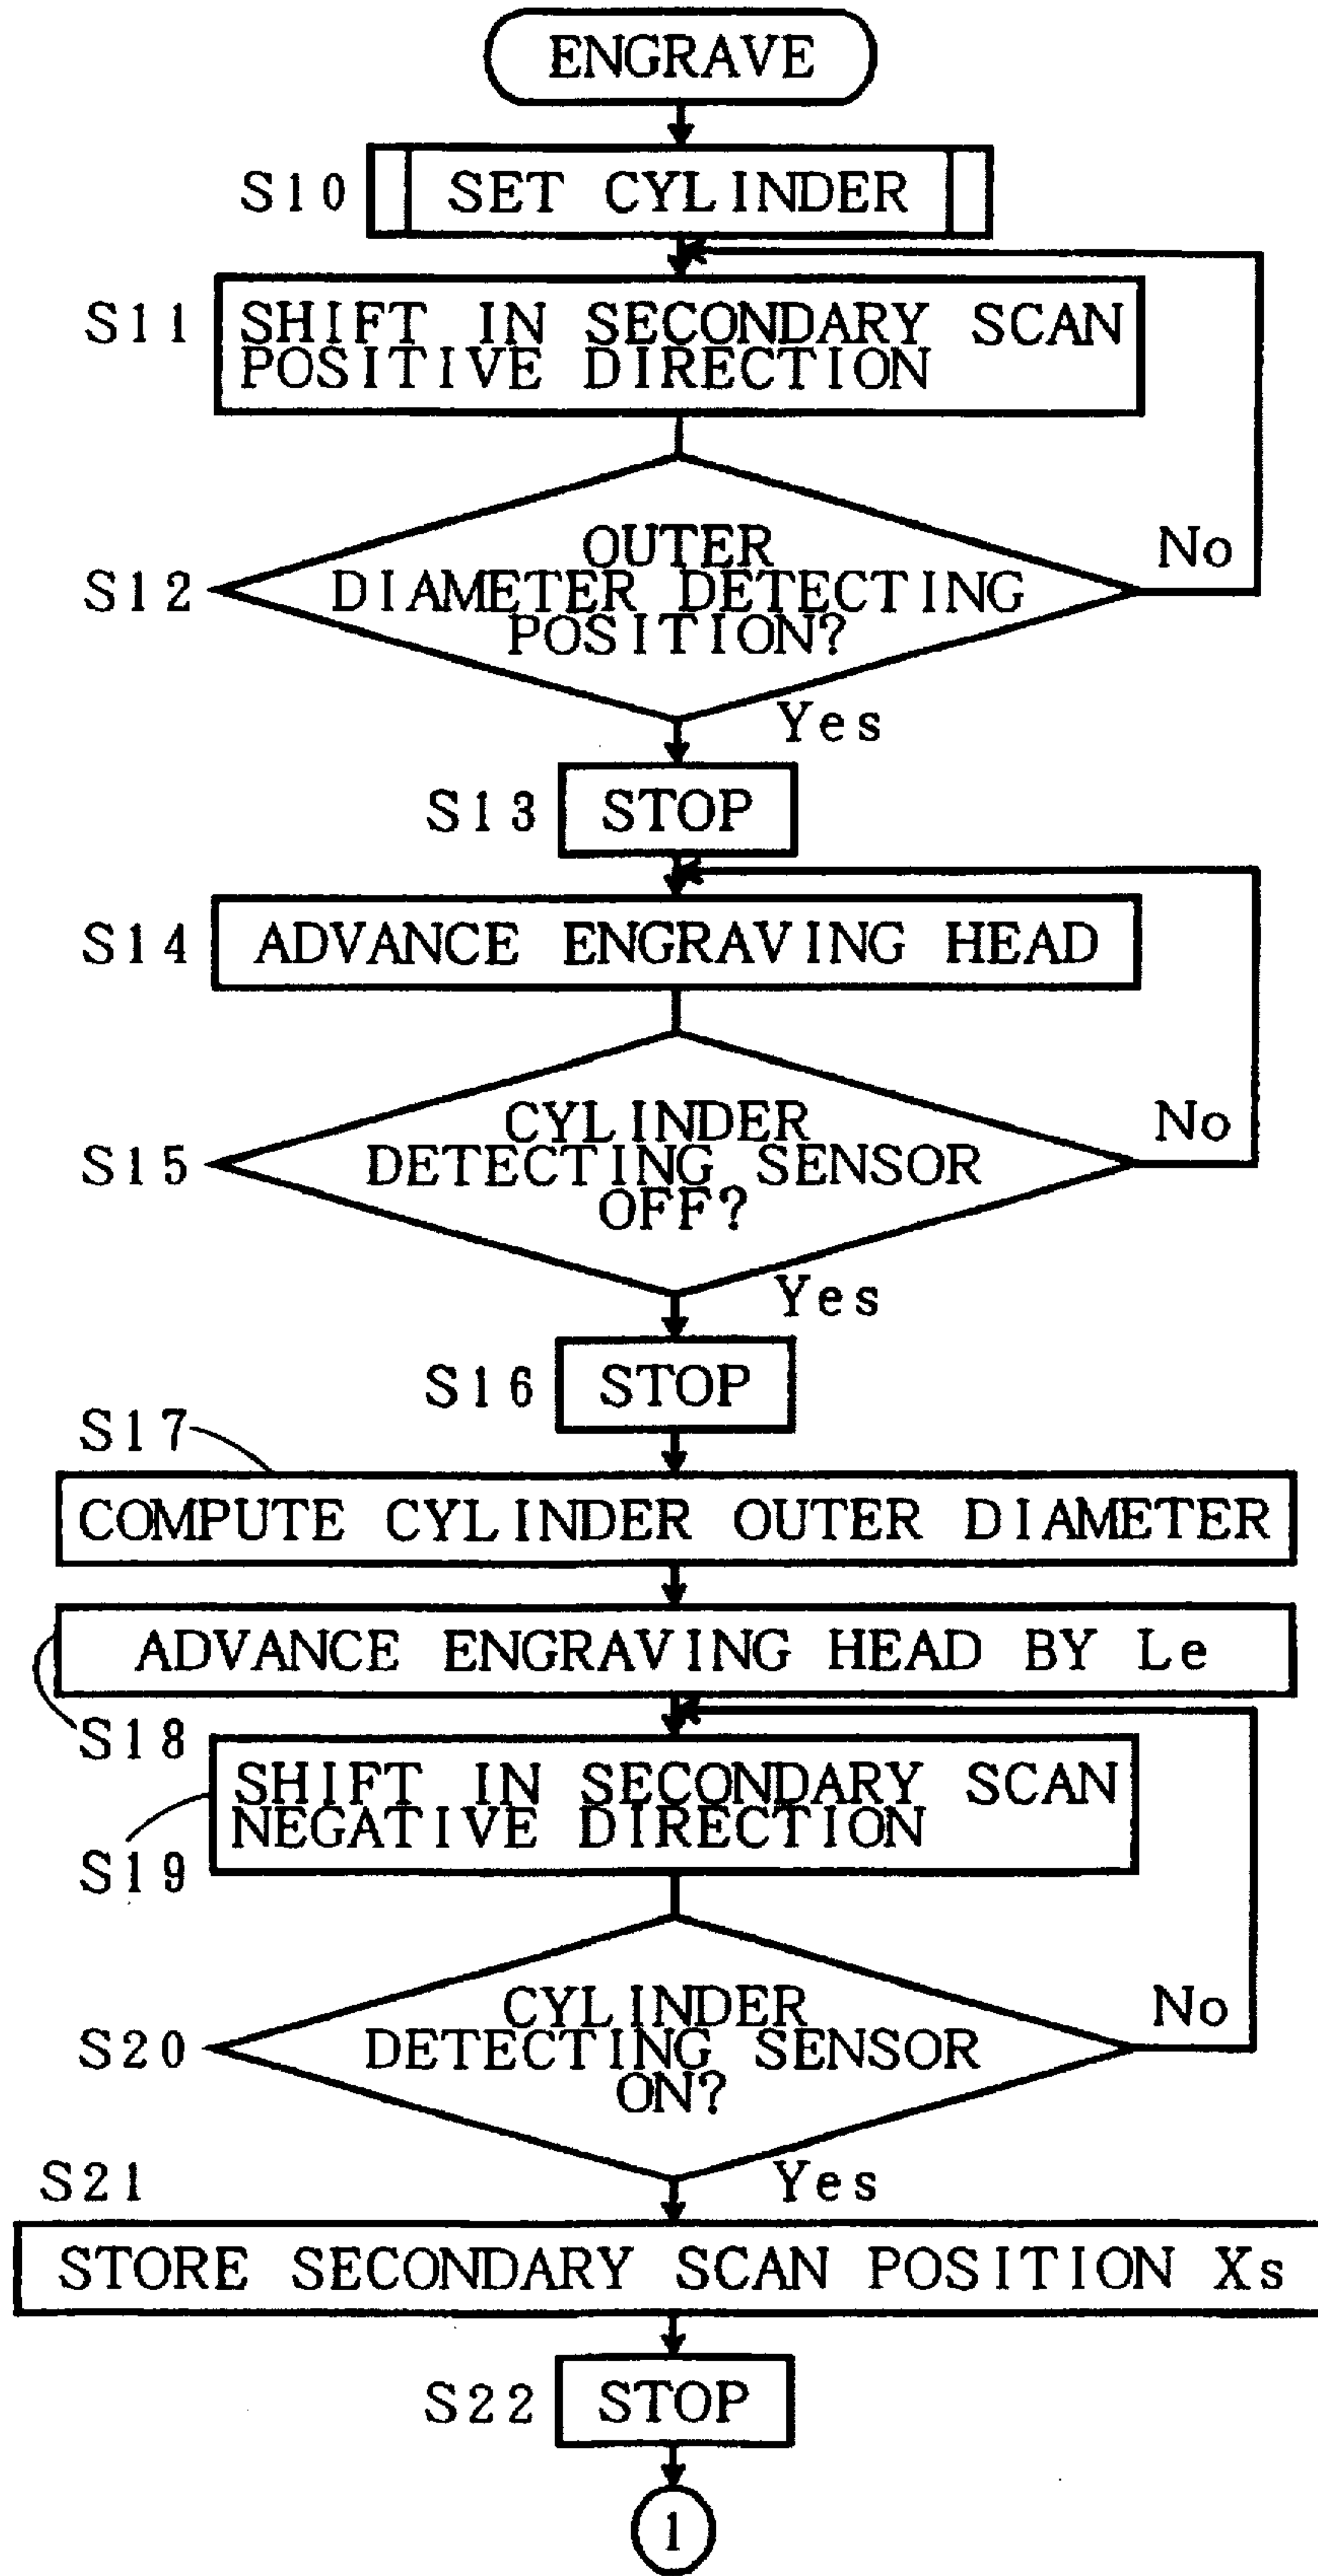 ENGRAVE
S10
SET CYLINDER
S11
SHIFT IN SECONDARY SCAN
POSITIVE DIRECTION
S12
OUTER
DIAMETER DETECTING
POSITION?
No
Yes
S13
STOP
S14
ADVANCE ENGRAVING HEAD
S15
CYLINDER
DETECTING SENSOR
OFF?
No
Yes
S16
STOP
S17
COMPUTE CYLINDER OUTER DIAMETER
ADVANCE ENGRAVING HEAD BY Le
S18
SHIFT IN SECONDARY SCAN
NEGATIVE DIRECTION
S19
S20
CYLINDER
DETECTING SENSOR
ON?
No
Yes
S21
STORE SECONDARY SCAN POSITION Xs
S22
STOP
1